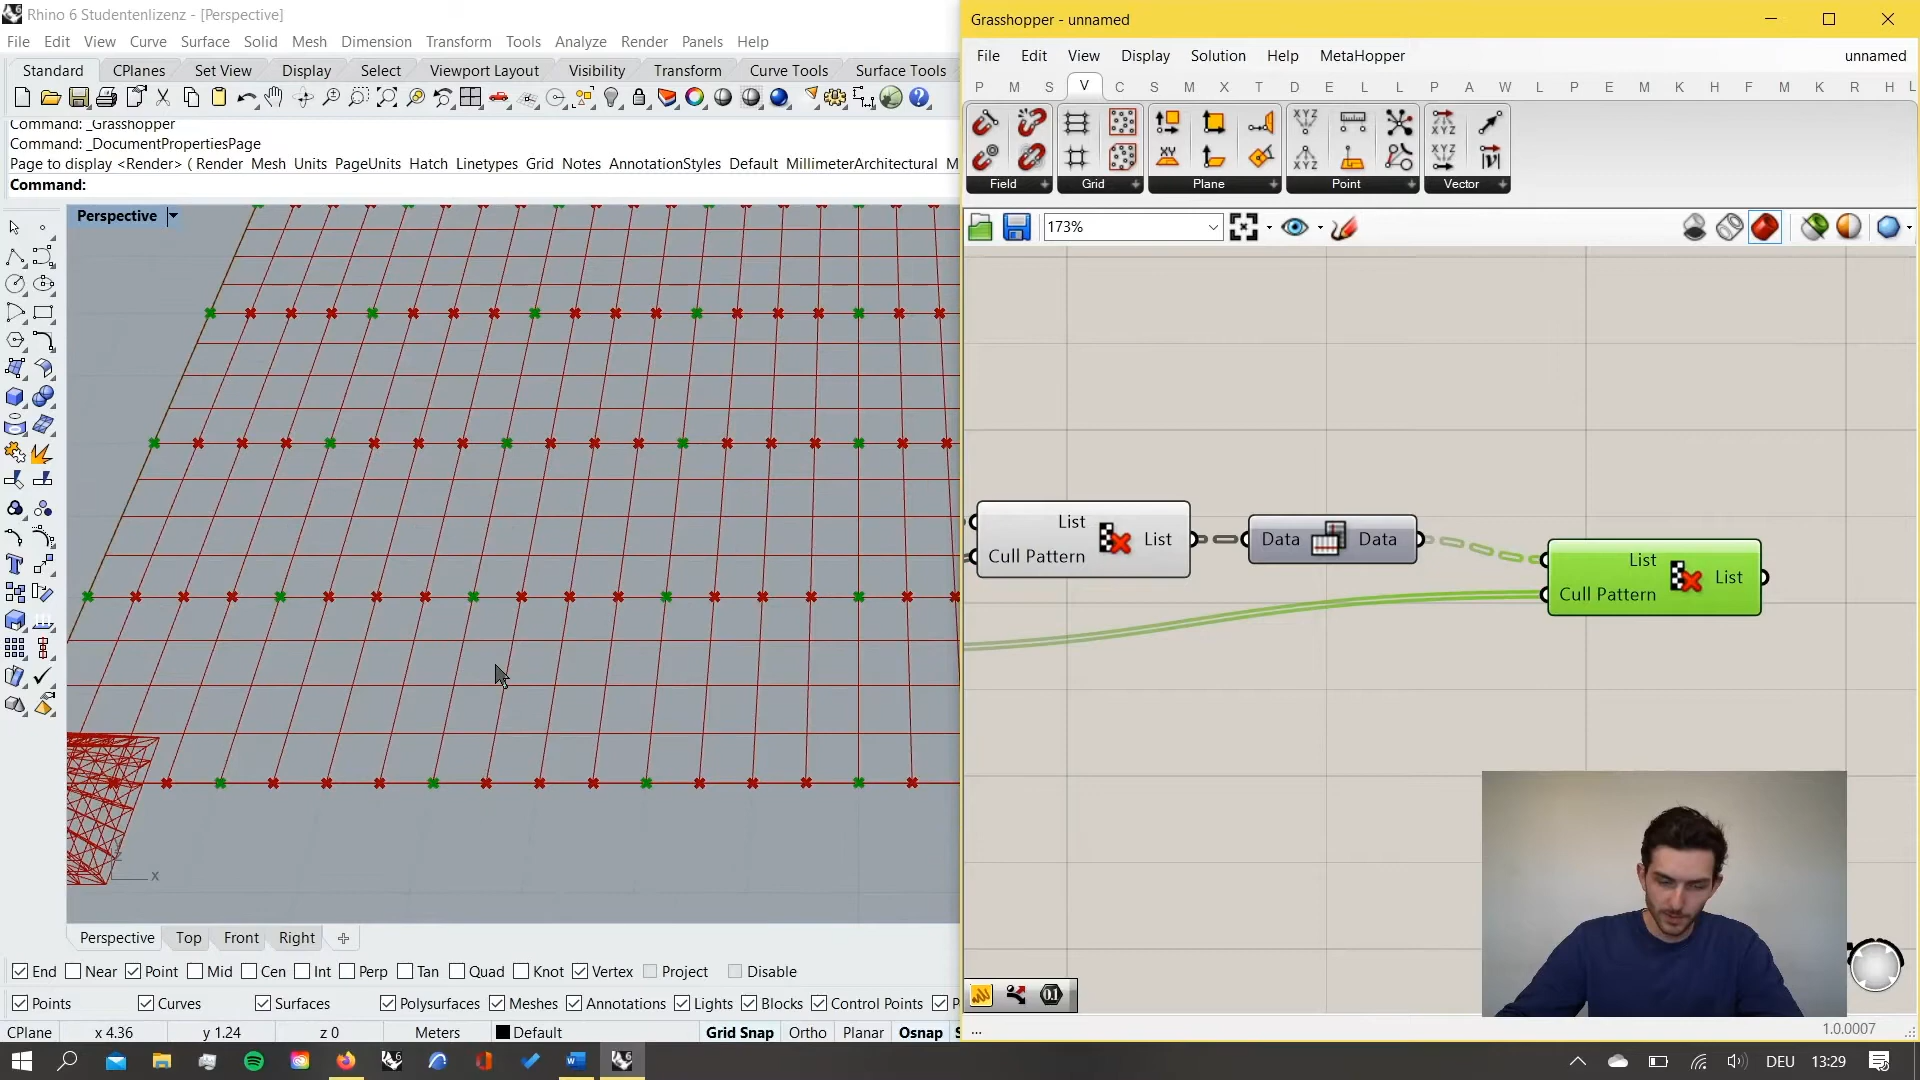 Rhino 6 Studentenlizenz - [Perspective]
Grasshopper - unnamed
File Edit View Curve Surface Solid Mesh Dimension Transform Tools Analyze Render Panels Help
File Edit View Display Solution Help MetaHopper unnamed
Standard CPlanes Set View Display Select Viewport Layout Visibility Transform Curve Tools Surface Tools
P M S V C S M X T D E L L P A W L P E M K H F M K R H L
Command: _Grasshopper
Command: _DocumentPropertiesPage
Page to display <Render> ( Render Mesh Units PageUnits Hatch Linetypes Grid Notes AnnotationStyles Default MillimeterArchitectural M
Command:
Field Grid Plane Point Vector
Perspective
173%
List
Cull Pattern
List
Data Data
List
Cull Pattern
List
z
x
Perspective Top Front Right
End Near Point Mid Cen Int Perp Tan Quad Knot Vertex Project Disable
Points Curves Surfaces Polysurfaces Meshes Annotations Lights Blocks Control Points P
CPlane x 4.36 y 1.24 z 0 Meters Default Grid Snap Ortho Planar Osnap S
...
1.0.0007
DEU 13:29